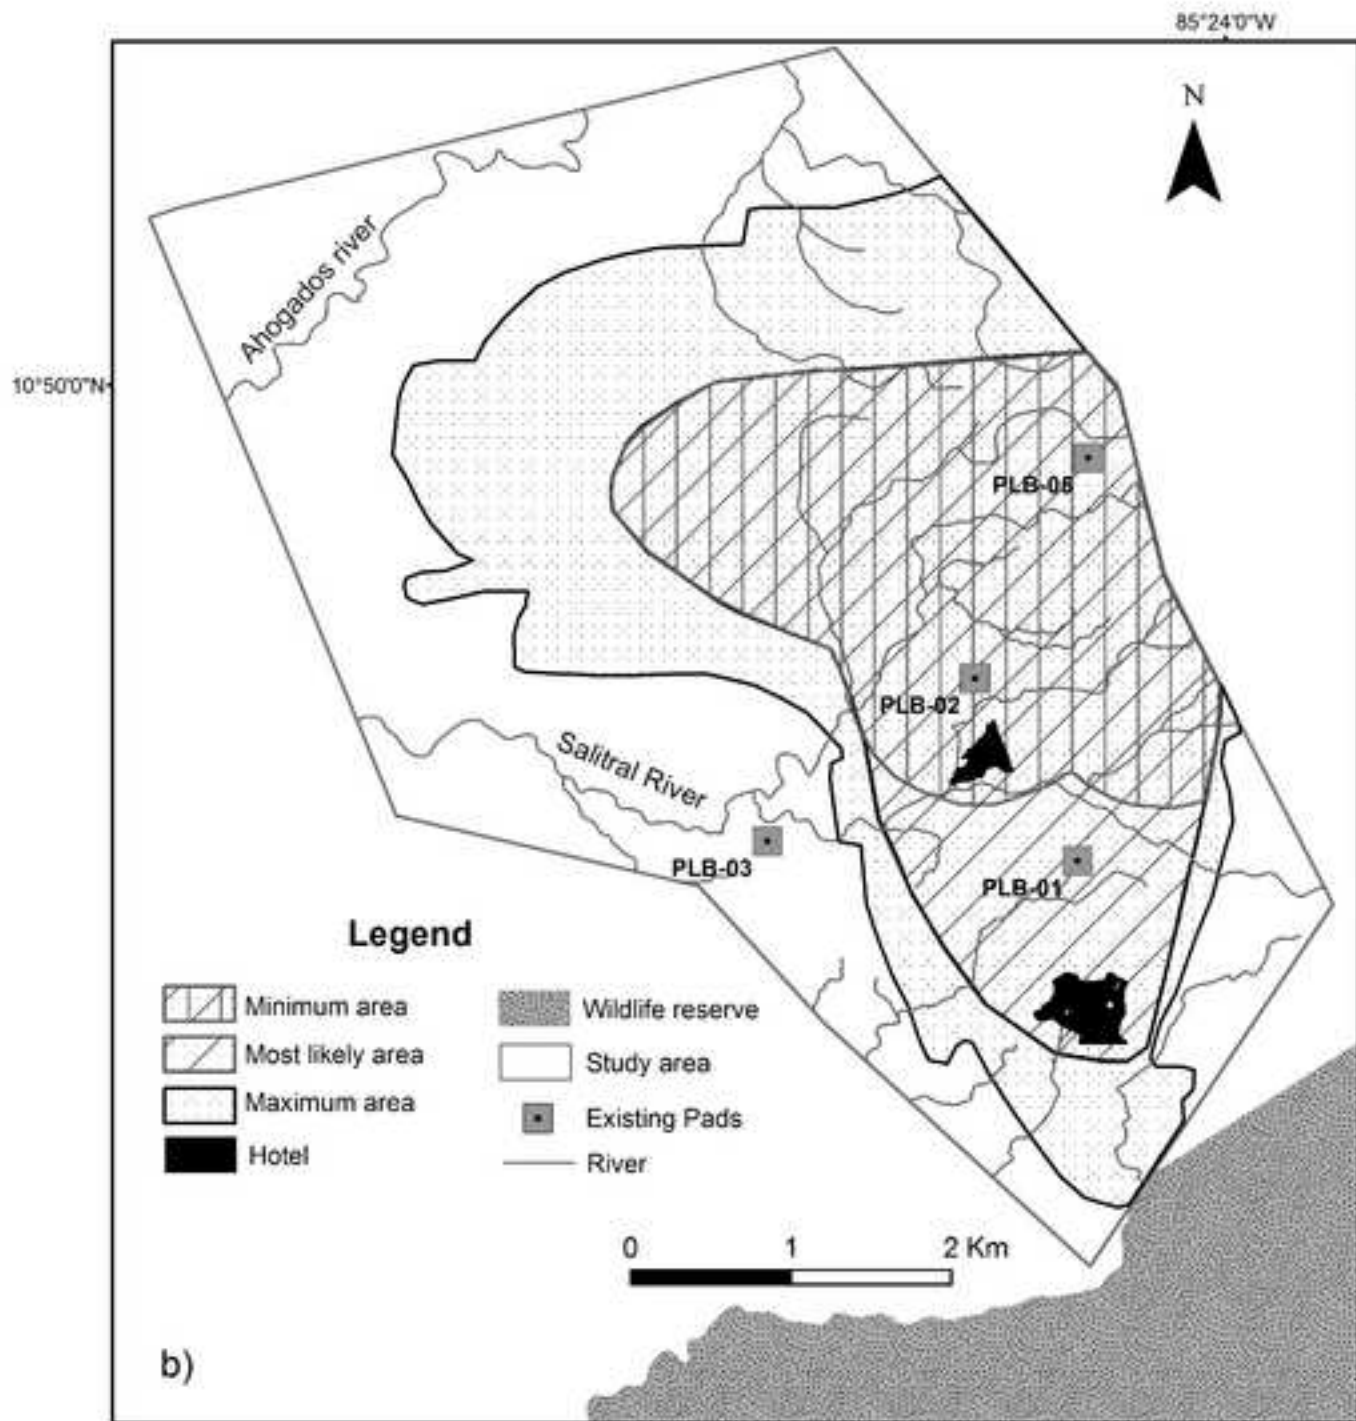 85°24'0"W
N
Ahogados river
10°50'0"N
PLB-05
PLB-02
Salitral River
PLB-03
PLB-01
Legend
Minimum area
Most likely area
Maximum area
Hotel
Wildlife reserve
Study area
Existing Pads
River
0 1 2 Km
b)